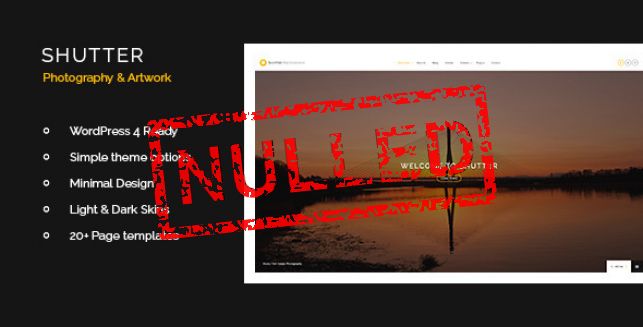 SHUTTER
Photography & Artwork
WordPress 4 Ready
Simple theme options
Minimal Design
Light & Dark Skins
20+ Page templates
NULLED
WELCOME TO SHUTTER